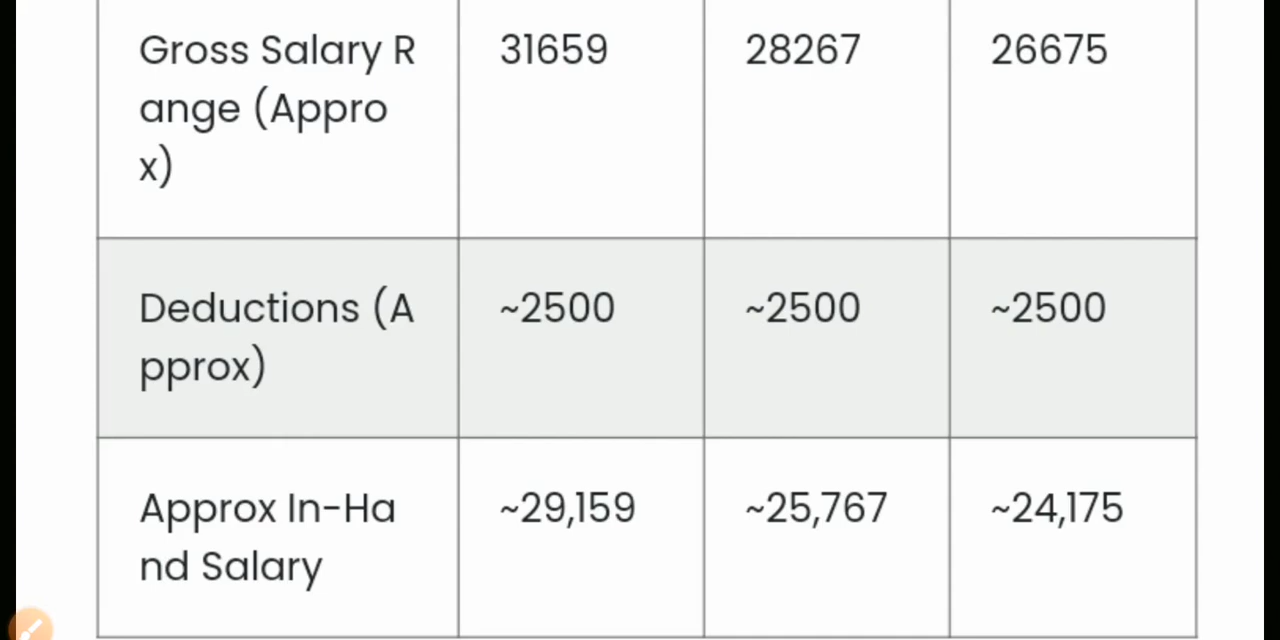 Gross Salary R
ange (Appro
x)
31659
28267
26675
Deductions (A
pprox)
~2500
~2500
~2500
Approx In-Ha
nd Salary
~29,159
~25,767
~24,175